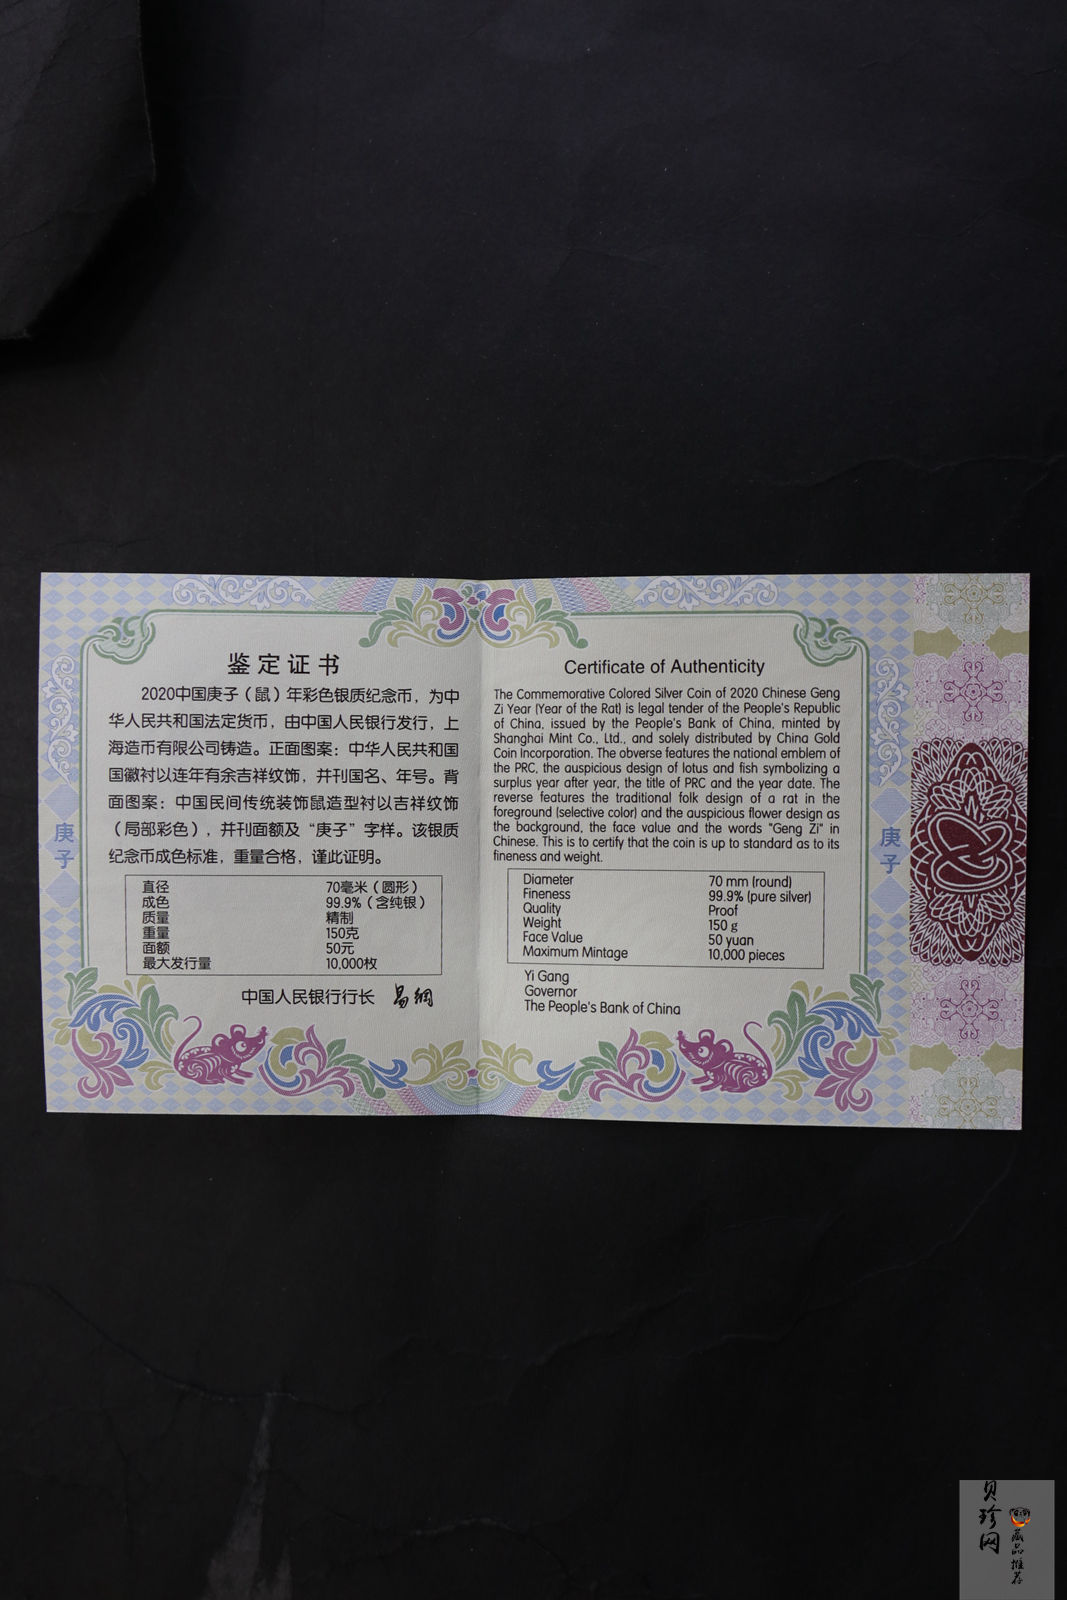 鉴定证书
2020中国庚子（鼠）年彩色银质纪念币，为中
华人民共和国法定货币，由中国人民银行发行，上
海造币有限公司铸造。正面图案：中华人民共和国
国徽衬以连年有余吉祥纹饰，并刊国名、年号。背
面图案：中国民间传统装饰鼠造型衬以吉祥纹饰
（局部彩色），并刊面额及“庚子”字样。该银质
纪念币成色标准，重量合格，谨此证明。
直径 70毫米（圆形）
成色 99.9%（含纯银）
质量 精制
重量 150克
面额 50元
最大发行量 10,000枚
中国人民银行行长 易纲
庚子
Certificate of Authenticity
The Commemorative Colored Silver Coin of 2020 Chinese Geng
Zi Year (Year of the Rat) is legal tender of the People's Republic
of China, issued by the People's Bank of China, minted by
Shanghai Mint Co., Ltd., and solely distributed by China Gold
Coin Incorporation. The obverse features the national emblem of
the PRC, the auspicious design of lotus and fish symbolizing a
surplus year after year, the title of PRC and the year date. The
reverse features the traditional folk design of a rat in the
foreground (selective color) and the auspicious flower design as
the background, the face value and the words "Geng Zi" in
Chinese. This is to certify that the coin is up to standard as to its
fineness and weight.
Diameter 70 mm (round)
Fineness 99.9% (pure silver)
Quality Proof
Weight 150 g
Face Value 50 yuan
Maximum Mintage 10,000 pieces
Yi Gang
Governor
The People's Bank of China
庚子
贝珍网
藏品推荐